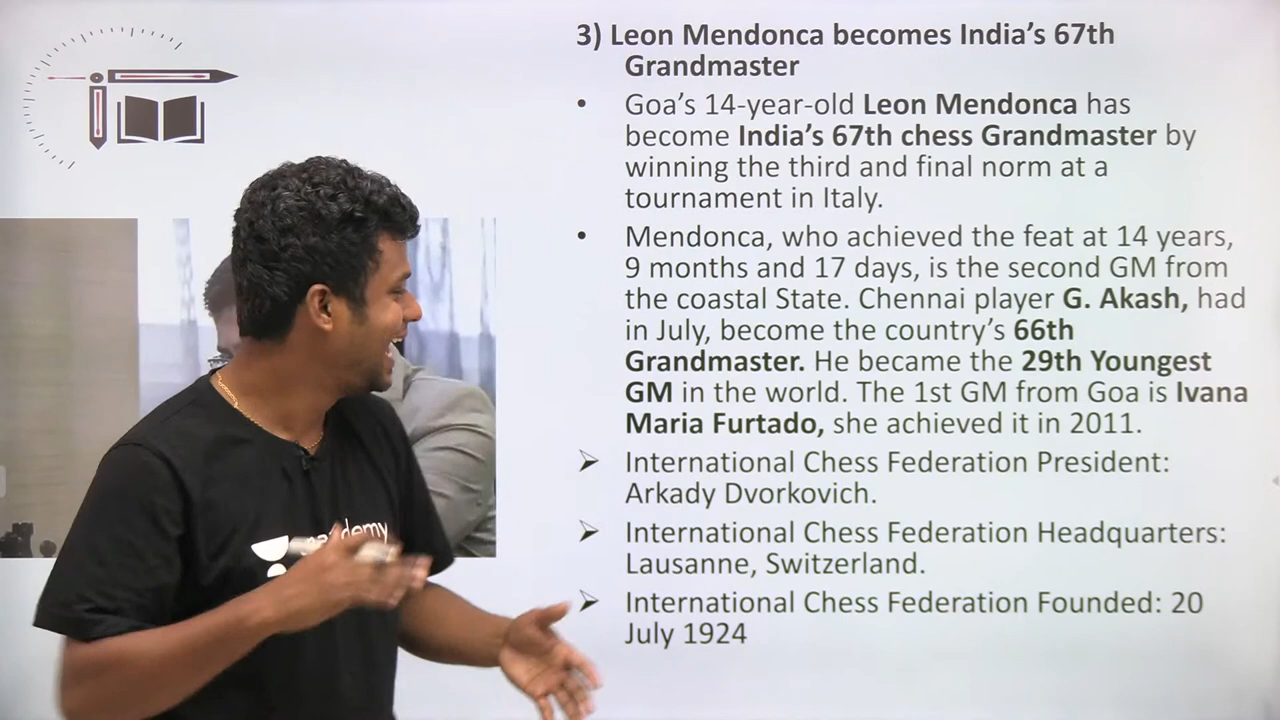 3) Leon Mendonca becomes India's 67th
Grandmaster
• Goa's 14-year-old Leon Mendonca has
become India's 67th chess Grandmaster by
winning the third and final norm at a
tournament in Italy.
• Mendonca, who achieved the feat at 14 years,
9 months and 17 days, is the second GM from
the coastal State. Chennai player G. Akash, had
in July, become the country's 66th
Grandmaster. He became the 29th Youngest
GM in the world. The 1st GM from Goa is Ivana
Maria Furtado, she achieved it in 2011.
➢ International Chess Federation President:
Arkady Dvorkovich.
➢ International Chess Federation Headquarters:
Lausanne, Switzerland.
➢ International Chess Federation Founded: 20
July 1924